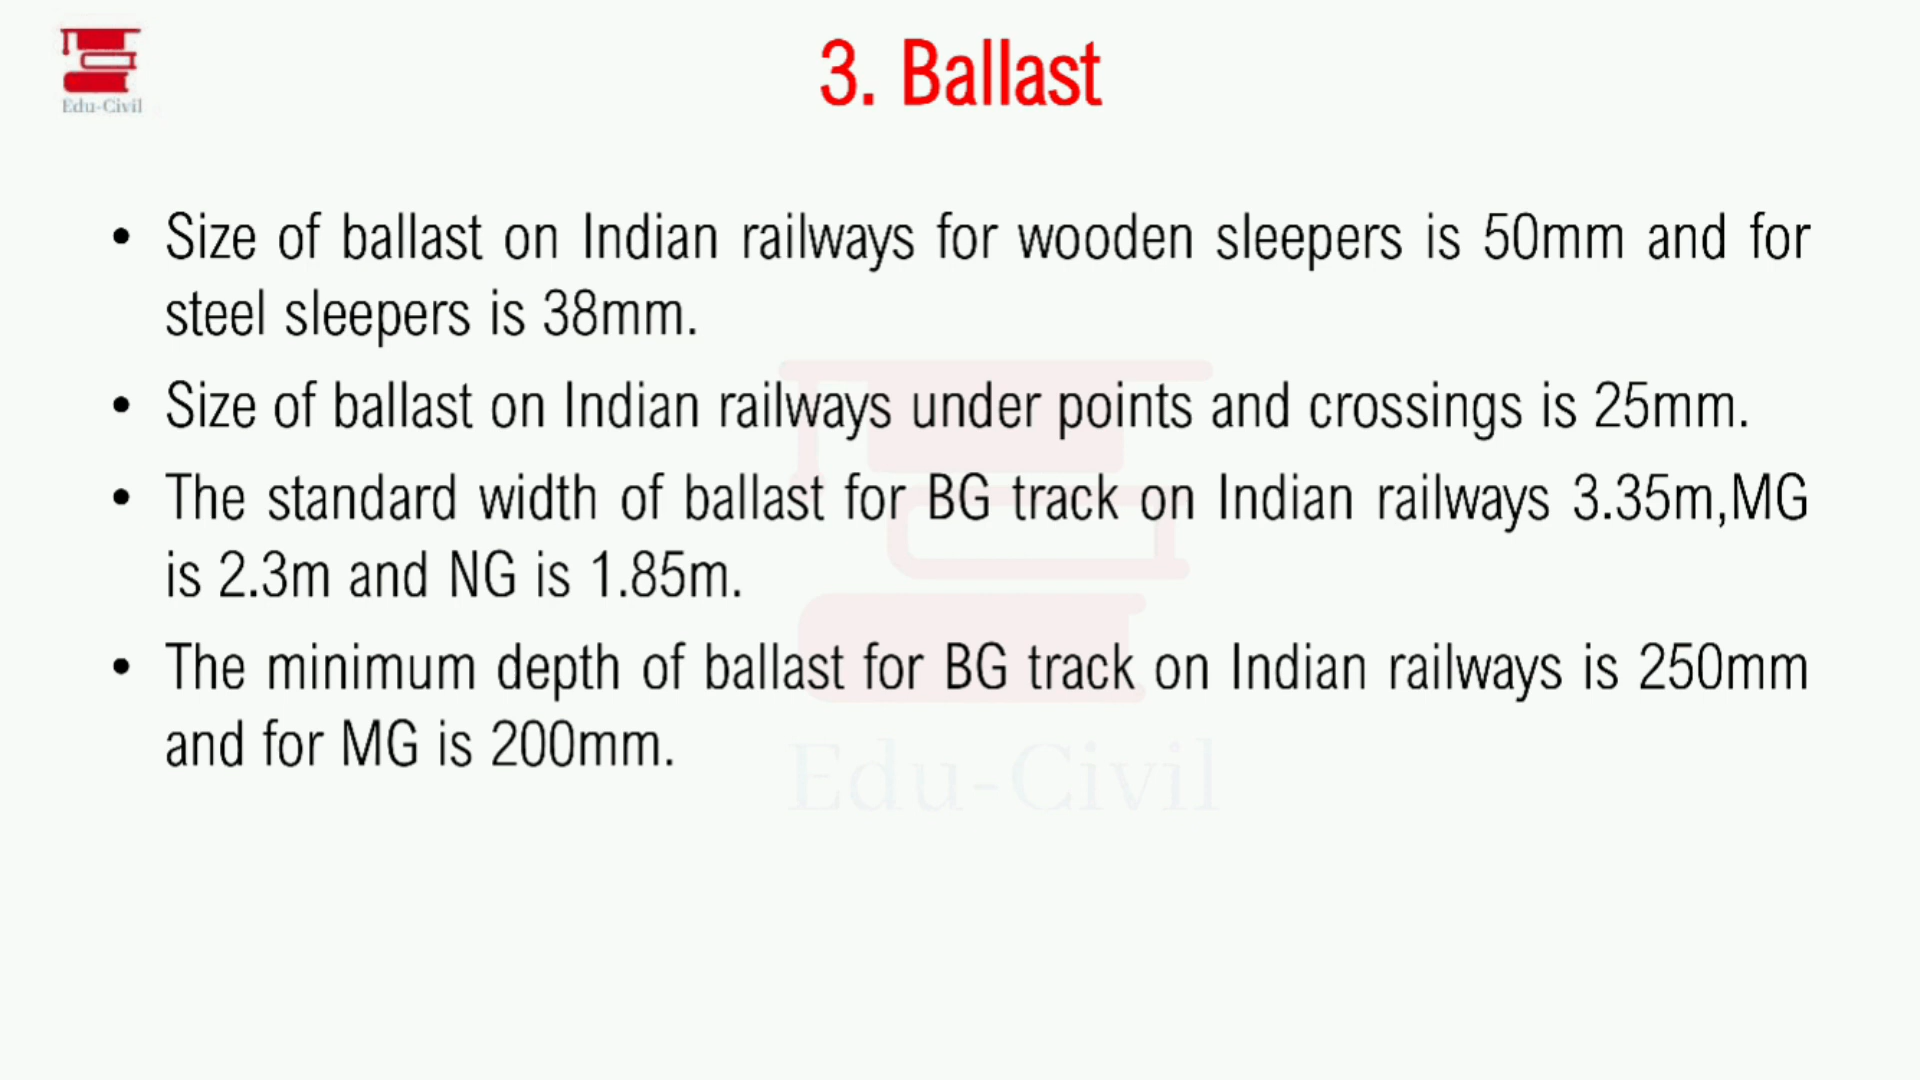 Edu-Civil
3. Ballast
• Size of ballast on Indian railways for wooden sleepers is 50mm and for
steel sleepers is 38mm.
• Size of ballast on Indian railways under points and crossings is 25mm.
• The standard width of ballast for BG track on Indian railways 3.35m,MG
is 2.3m and NG is 1.85m.
• The minimum depth of ballast for BG track on Indian railways is 250mm
and for MG is 200mm.
Edu-Civil